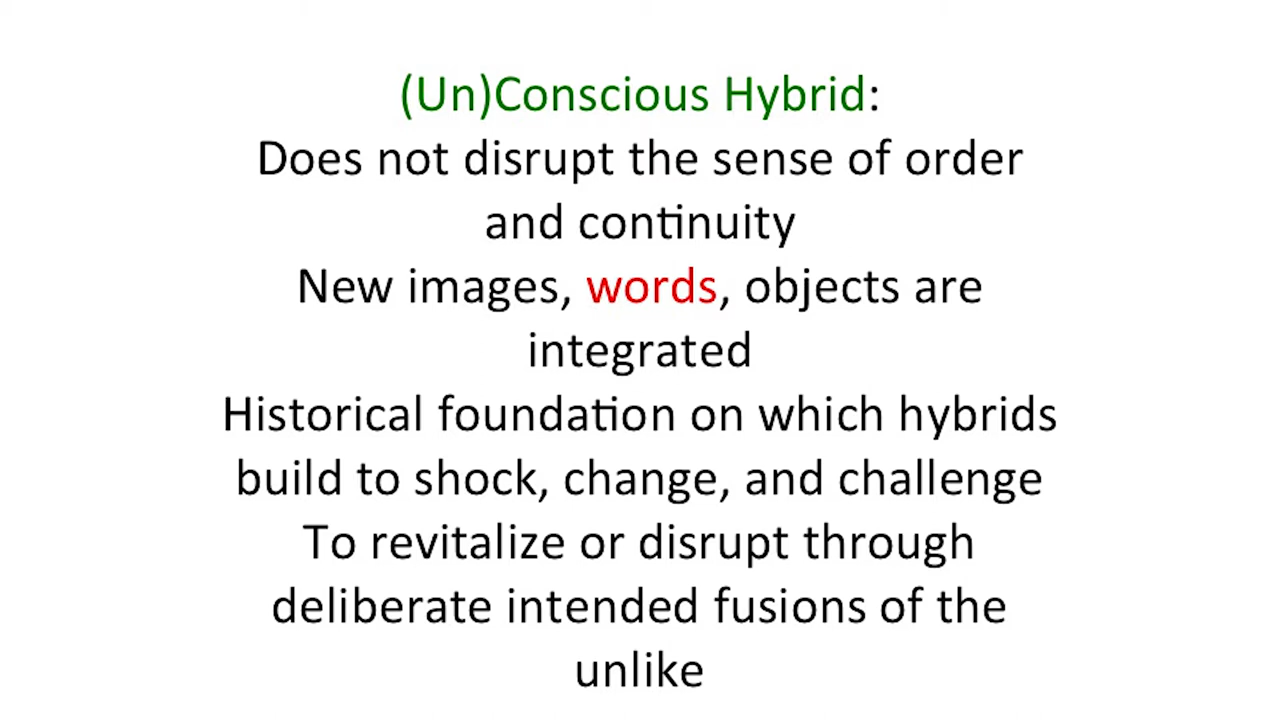 (Un)Conscious Hybrid:
Does not disrupt the sense of order
and continuity
New images, words, objects are
integrated
Historical foundation on which hybrids
build to shock, change, and challenge
To revitalize or disrupt through
deliberate intended fusions of the
unlike